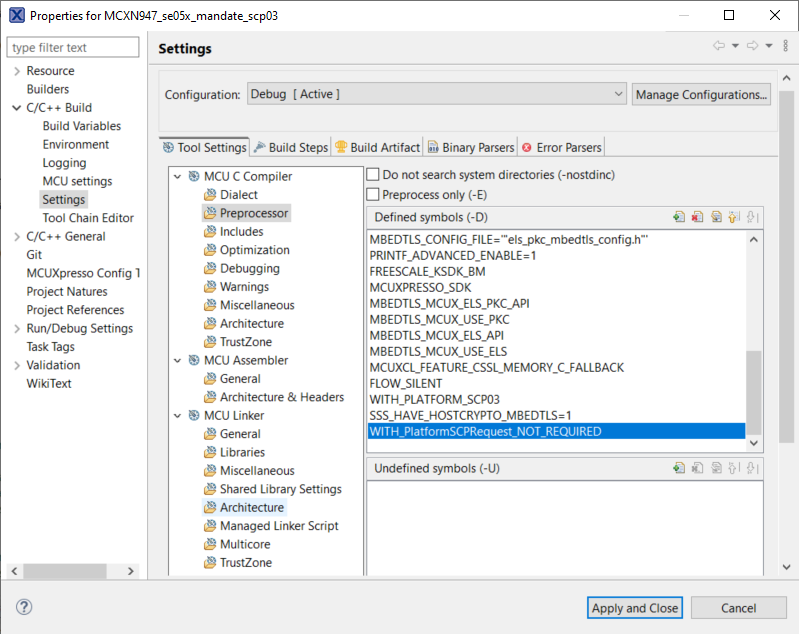 Properties for MCXN947_se05x_mandate_scp03
type filter text
Resource
Builders
C/C++ Build
Build Variables
Environment
Logging
MCU settings
Settings
Tool Chain Editor
C/C++ General
Git
MCUXpresso Config T
Project Natures
Project References
Run/Debug Settings
Task Tags
Validation
WikiText
Settings
Configuration: Debug [ Active ] Manage Configurations...
Tool Settings Build Steps Build Artifact Binary Parsers Error Parsers
MCU C Compiler
Dialect
Preprocessor
Includes
Optimization
Debugging
Warnings
Miscellaneous
Architecture
TrustZone
MCU Assembler
General
Architecture & Headers
MCU Linker
General
Libraries
Miscellaneous
Shared Library Settings
Architecture
Managed Linker Script
Multicore
TrustZone
Do not search system directories (-nostdinc)
Preprocess only (-E)
Defined symbols (-D)
MBEDTLS_CONFIG_FILE='"els_pkc_mbedtls_config.h"'
PRINTF_ADVANCED_ENABLE=1
FREESCALE_KSDK_BM
MCUXPRESSO_SDK
MBEDTLS_MCUX_ELS_PKC_API
MBEDTLS_MCUX_USE_PKC
MBEDTLS_MCUX_ELS_API
MBEDTLS_MCUX_USE_ELS
MCUXCL_FEATURE_CSSL_MEMORY_C_FALLBACK
FLOW_SILENT
WITH_PLATFORM_SCP03
SSS_HAVE_HOSTCRYPTO_MBEDTLS=1
WITH_PlatformSCPRequest_NOT_REQUIRED
Undefined symbols (-U)
Apply and Close Cancel